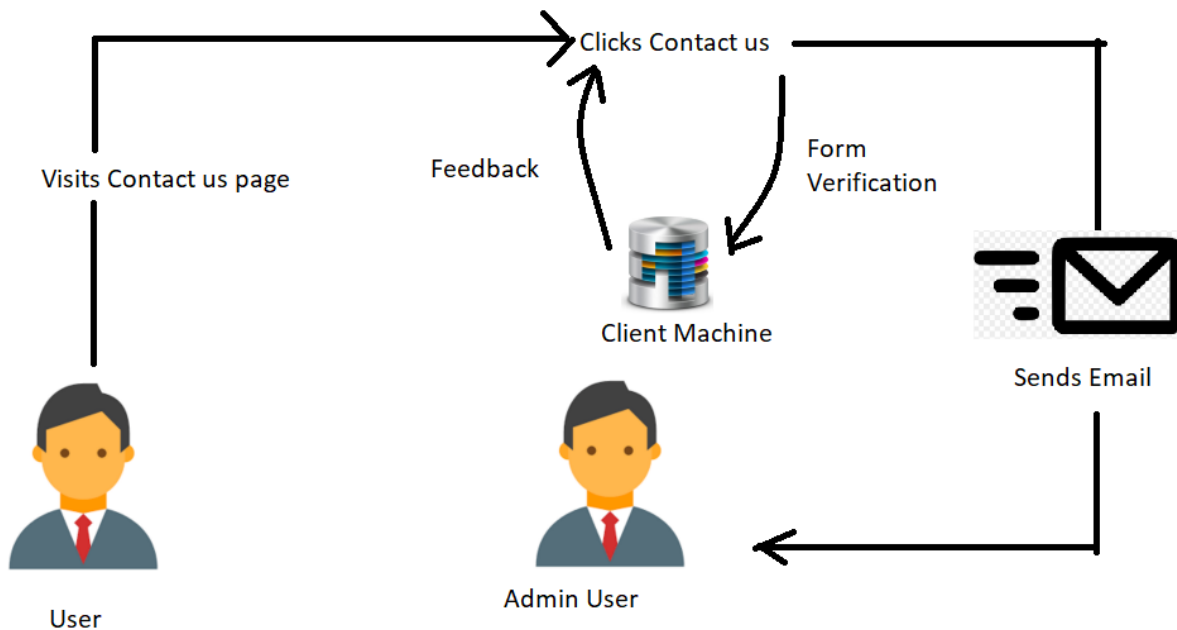 Clicks Contact us
Visits Contact us page
Feedback
Form
Verification
Client Machine
Sends Email
User
Admin User